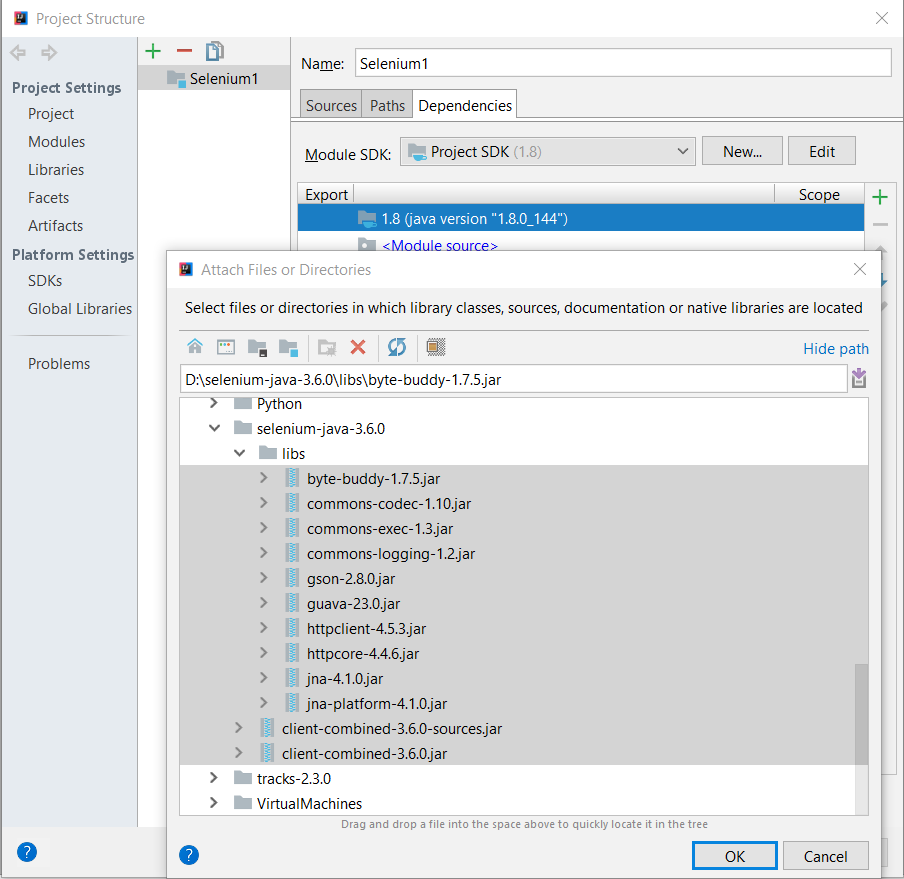 Project Structure
Project Settings
Project
Modules
Libraries
Facets
Artifacts
Platform Settings
SDKs
Global Libraries
Problems
Selenium1
Name: Selenium1
Sources Paths Dependencies
Module SDK: Project SDK (1.8) New... Edit
Export Scope
1.8 (java version "1.8.0_144")
<Module source>
Attach Files or Directories
Select files or directories in which library classes, sources, documentation or native libraries are located
Hide path
D:\selenium-java-3.6.0\libs\byte-buddy-1.7.5.jar
Python
selenium-java-3.6.0
libs
byte-buddy-1.7.5.jar
commons-codec-1.10.jar
commons-exec-1.3.jar
commons-logging-1.2.jar
gson-2.8.0.jar
guava-23.0.jar
httpclient-4.5.3.jar
httpcore-4.4.6.jar
jna-4.1.0.jar
jna-platform-4.1.0.jar
client-combined-3.6.0-sources.jar
client-combined-3.6.0.jar
tracks-2.3.0
VirtualMachines
Drag and drop a file into the space above to quickly locate it in the tree
? ? OK Cancel